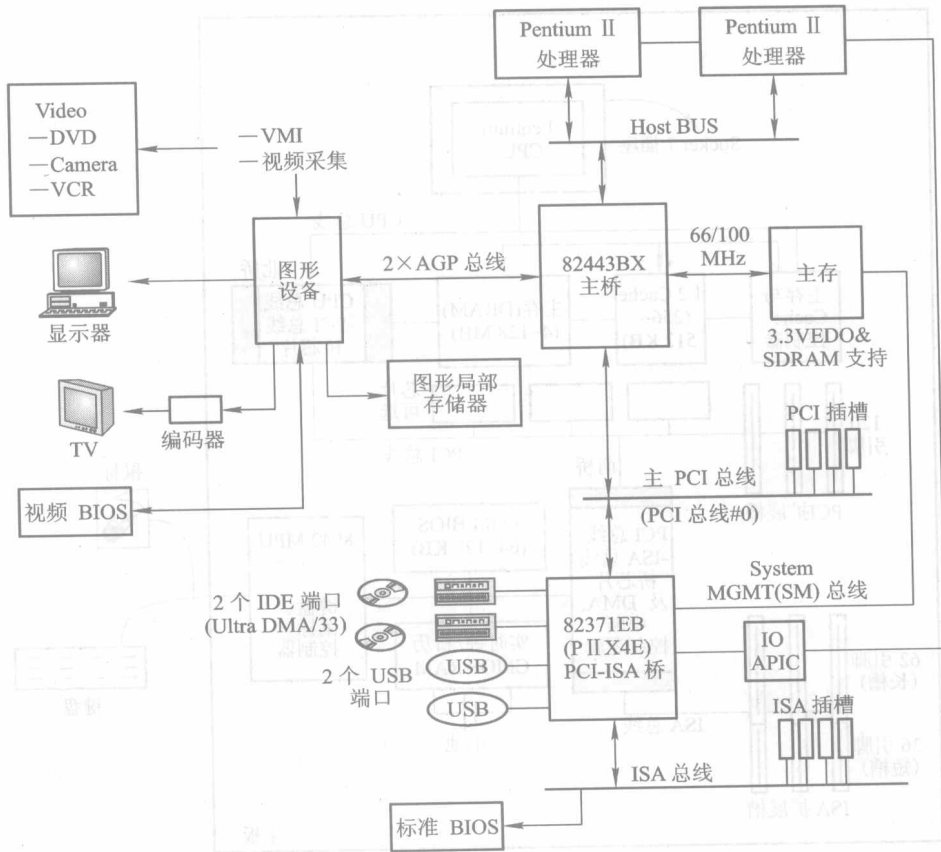 Pentium Ⅱ
处理器
Pentium Ⅱ
处理器
Video
—DVD
—Camera
—VCR
—VMI
—视频采集
Host BUS
图形
设备
2×AGP 总线
82443BX
主桥
66/100
MHz
主存
3.3VEDO&
SDRAM 支持
显示器
图形局部
存储器
TV
编码器
PCI 插槽
主 PCI 总线
(PCI 总线#0)
视频 BIOS
System
MGMT(SM) 总线
2 个 IDE 端口
(Ultra DMA/33)
82371EB
(PⅡX4E)
PCI-ISA 桥
IO
APIC
USB
2 个 USB
端口
USB
ISA 插槽
ISA 总线
标准 BIOS